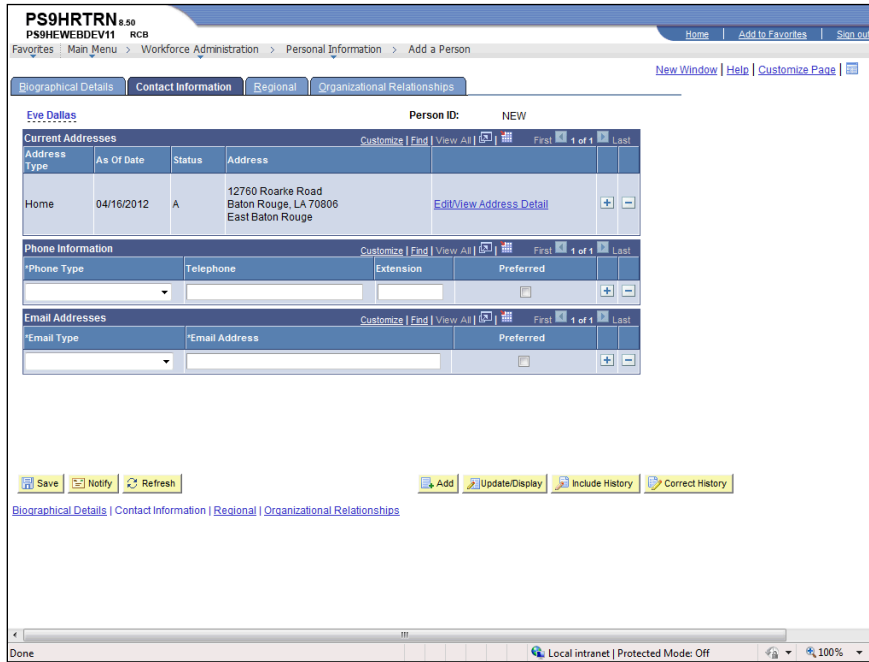 PS9HRTRN 8.50
PS9HEWEBDEV11 RCB
Home | Add to Favorites | Sign out
Favorites | Main Menu > Workforce Administration > Personal Information > Add a Person
New Window | Help | Customize Page |
Biographical Details Contact Information Regional Organizational Relationships
Eve Dallas Person ID: NEW
Current Addresses Customize | Find | View All | | First 1 of 1 Last
Address Type As Of Date Status Address
Home 04/16/2012 A 12760 Roarke Road
Baton Rouge, LA 70806
East Baton Rouge
Edit/View Address Detail
Phone Information Customize | Find | View All | | First 1 of 1 Last
*Phone Type Telephone Extension Preferred
Email Addresses Customize | Find | View All | | First 1 of 1 Last
*Email Type *Email Address Preferred
Save Notify Refresh Add Update/Display Include History Correct History
Biographical Details | Contact Information | Regional | Organizational Relationships
Done Local intranet | Protected Mode: Off 100%